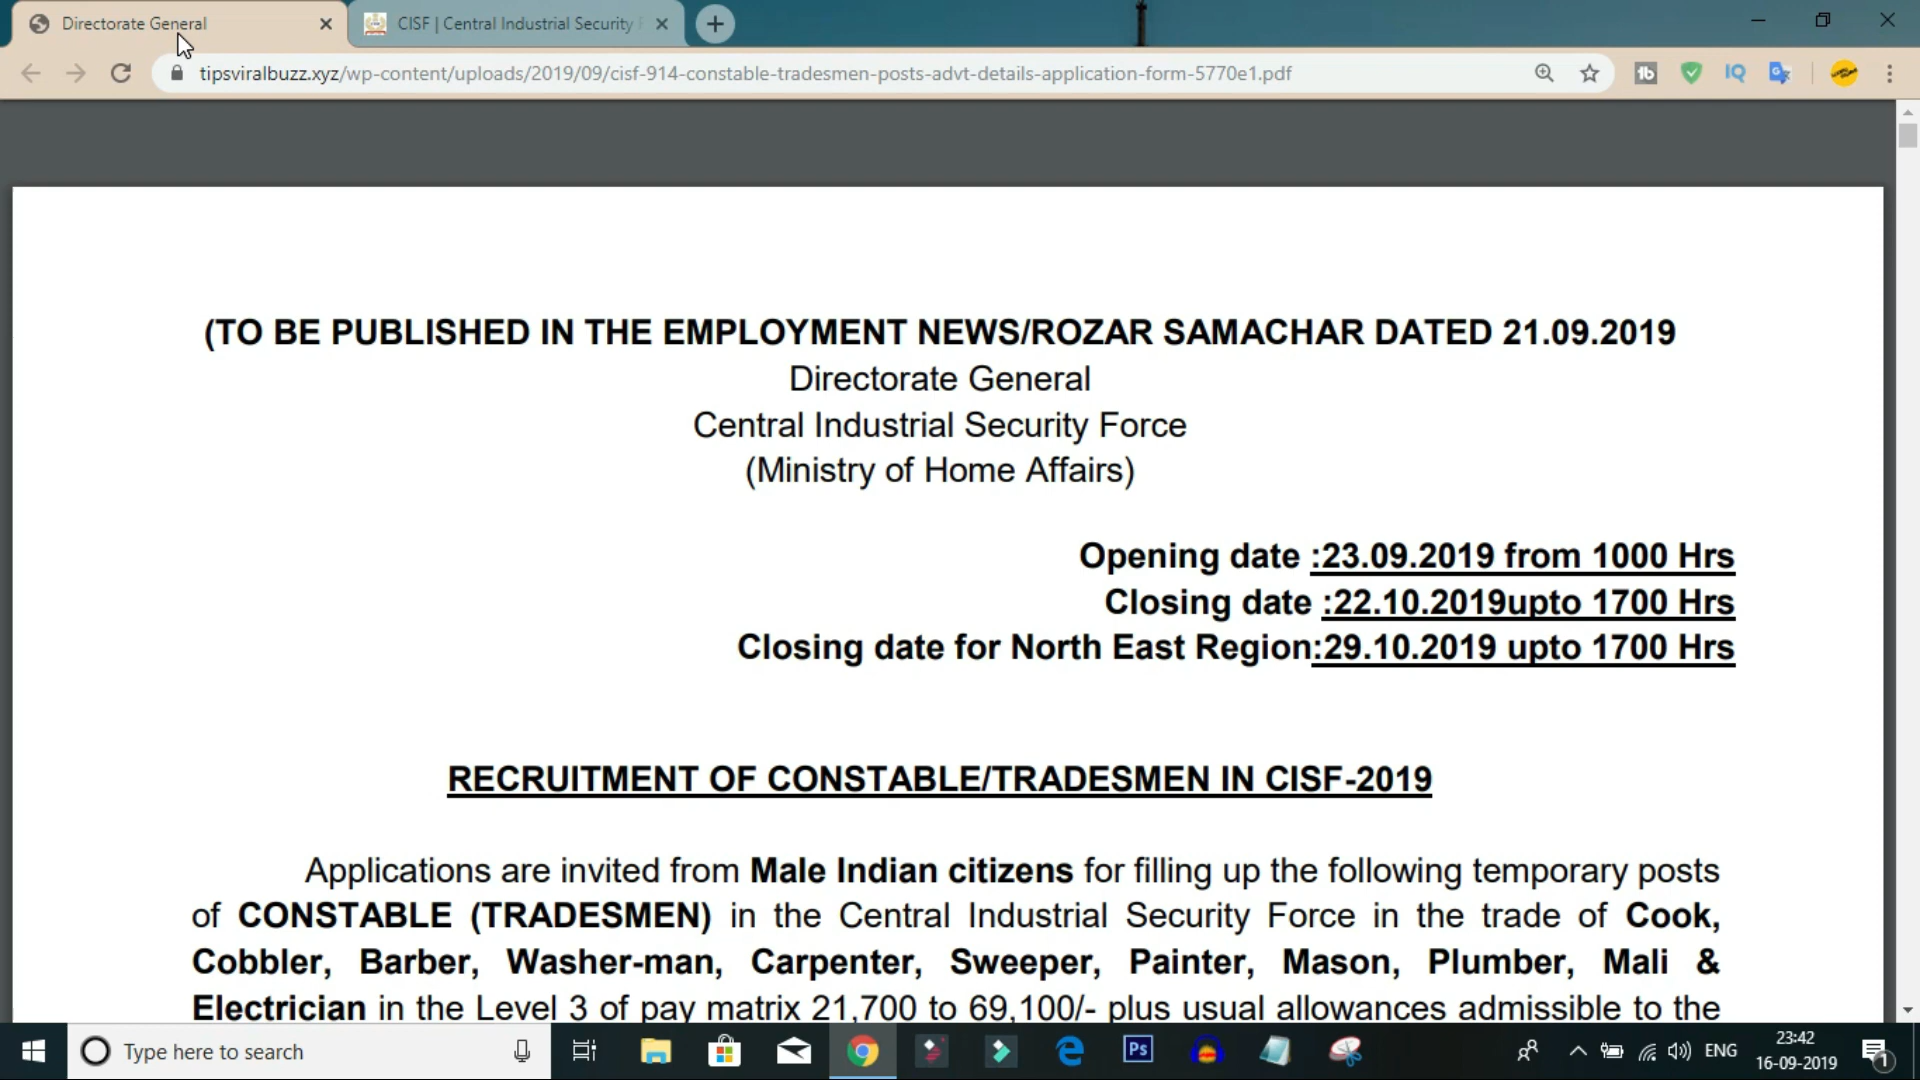 Directorate General
CISF | Central Industrial Security
tipsviralbuzz.xyz/wp-content/uploads/2019/09/cisf-914-constable-tradesmen-posts-advt-details-application-form-5770e1.pdf
(TO BE PUBLISHED IN THE EMPLOYMENT NEWS/ROZAR SAMACHAR DATED 21.09.2019
Directorate General
Central Industrial Security Force
(Ministry of Home Affairs)
Opening date :23.09.2019 from 1000 Hrs
Closing date :22.10.2019upto 1700 Hrs
Closing date for North East Region:29.10.2019 upto 1700 Hrs
RECRUITMENT OF CONSTABLE/TRADESMEN IN CISF-2019
Applications are invited from Male Indian citizens for filling up the following temporary posts
of CONSTABLE (TRADESMEN) in the Central Industrial Security Force in the trade of Cook,
Cobbler, Barber, Washer-man, Carpenter, Sweeper, Painter, Mason, Plumber, Mali &
Electrician in the Level 3 of pay matrix 21,700 to 69,100/- plus usual allowances admissible to the
Type here to search
Ps
ENG
23:42
16-09-2019
1